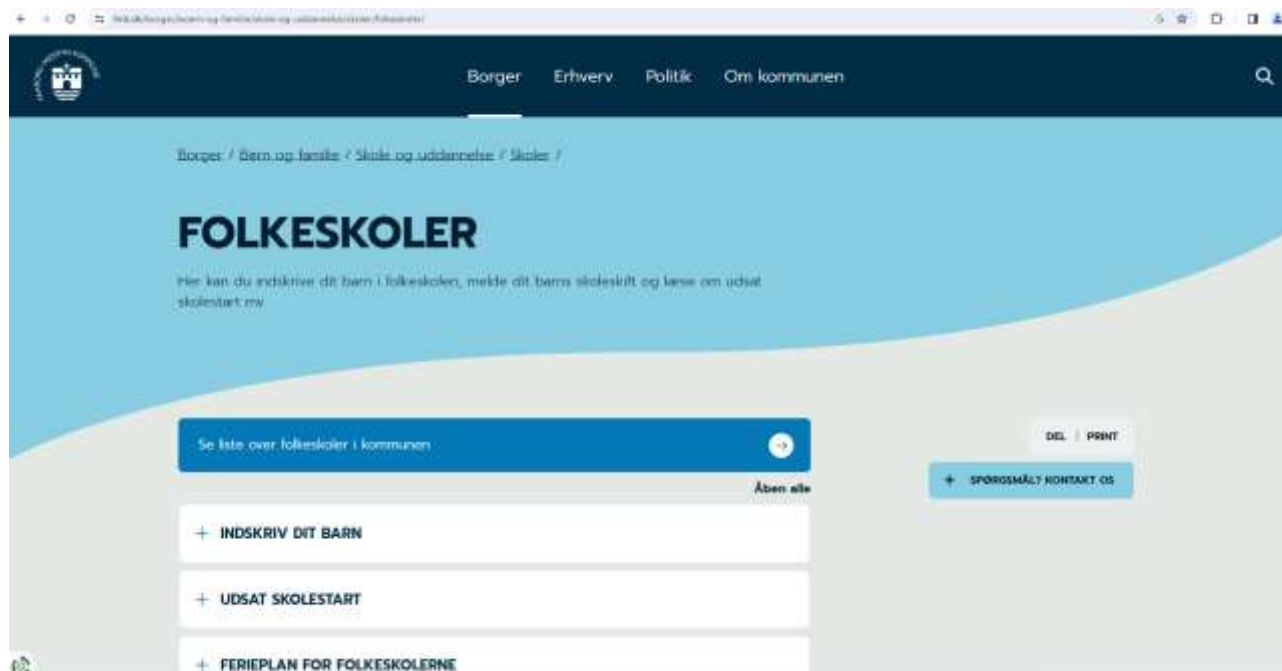 Borger Erhverv Politik Om kommunen
Borger / Børn og familie / Skole og uddannelse / Skoler /
FOLKESKOLER
Her kan du indskrive dit barn i folkeskolen, melde dit barns skoleskift og læse om udsat
skolestart mv
Se liste over folkeskoler i kommunen
DEL | PRINT
Åben alle
+ SPØRGSMÅL? KONTAKT OS
+ INDSKRIV DIT BARN
+ UDSAT SKOLESTART
+ FERIEPLAN FOR FOLKESKOLERNE